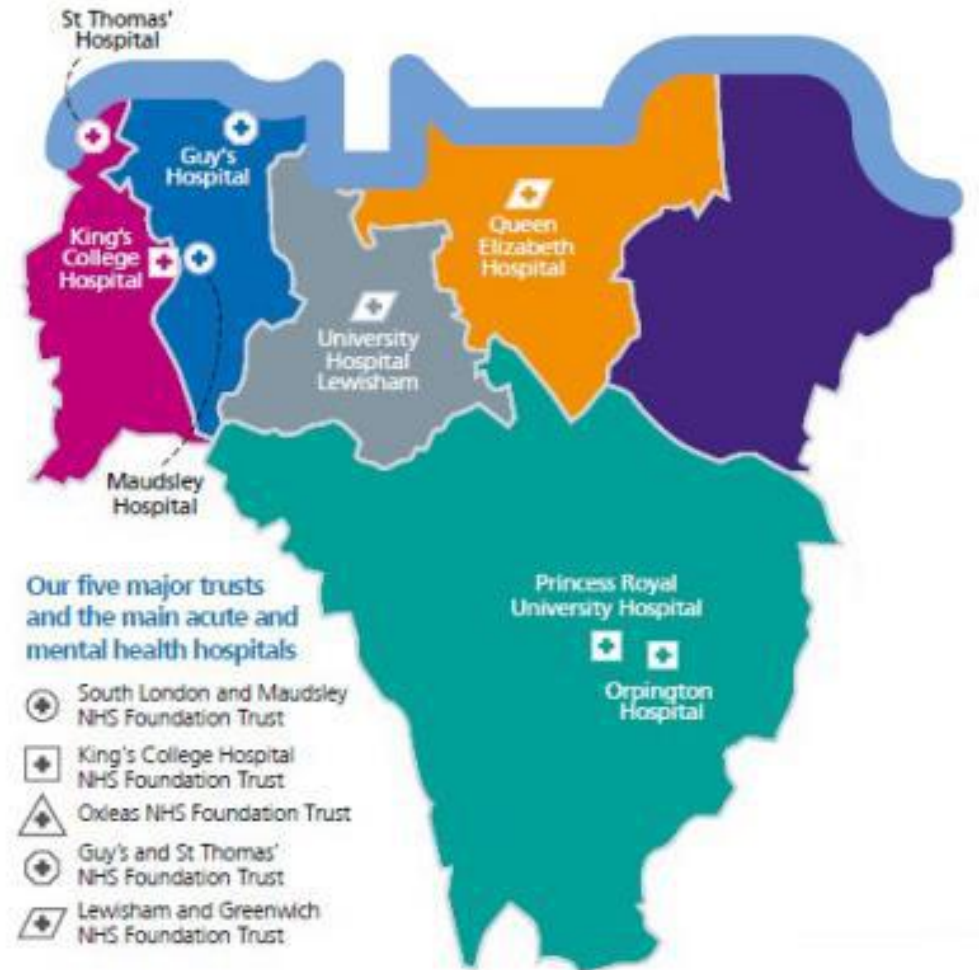 St Thomas'
Hospital
Guy's
Hospital
King's
College
Hospital
Queen
Elizabeth
Hospital
University
Hospital
Lewisham
Maudsley
Hospital
Princess Royal
University Hospital
Orpington
Hospital
Our five major trusts
and the main acute and
mental health hospitals
South London and Maudsley
NHS Foundation Trust
King's College Hospital
NHS Foundation Trust
Oxleas NHS Foundation Trust
Guy's and St Thomas'
NHS Foundation Trust
Lewisham and Greenwich
NHS Foundation Trust